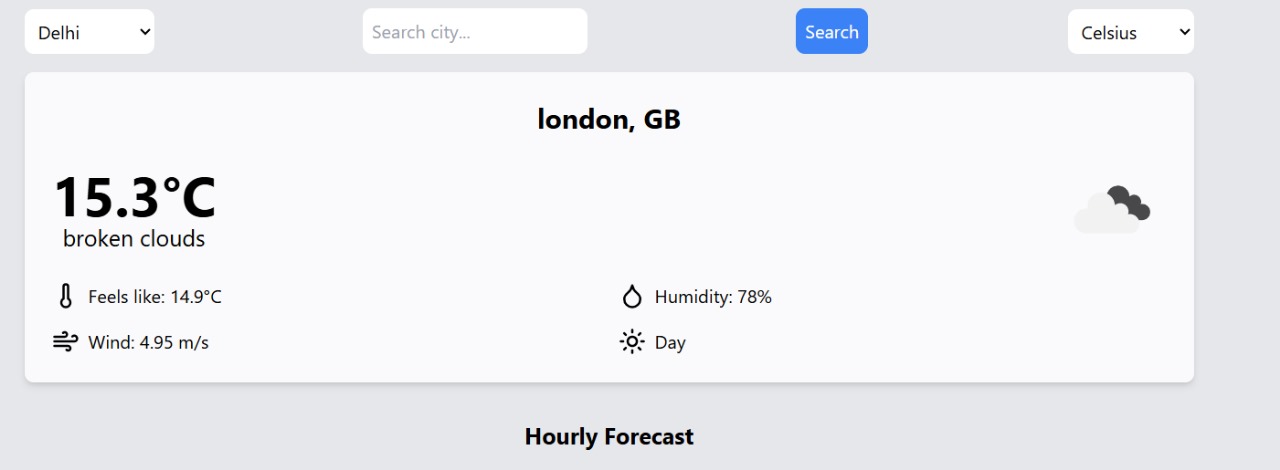 Delhi Search city... Search Celsius
london, GB
15.3°C
broken clouds
Feels like: 14.9°C Humidity: 78%
Wind: 4.95 m/s Day
Hourly Forecast